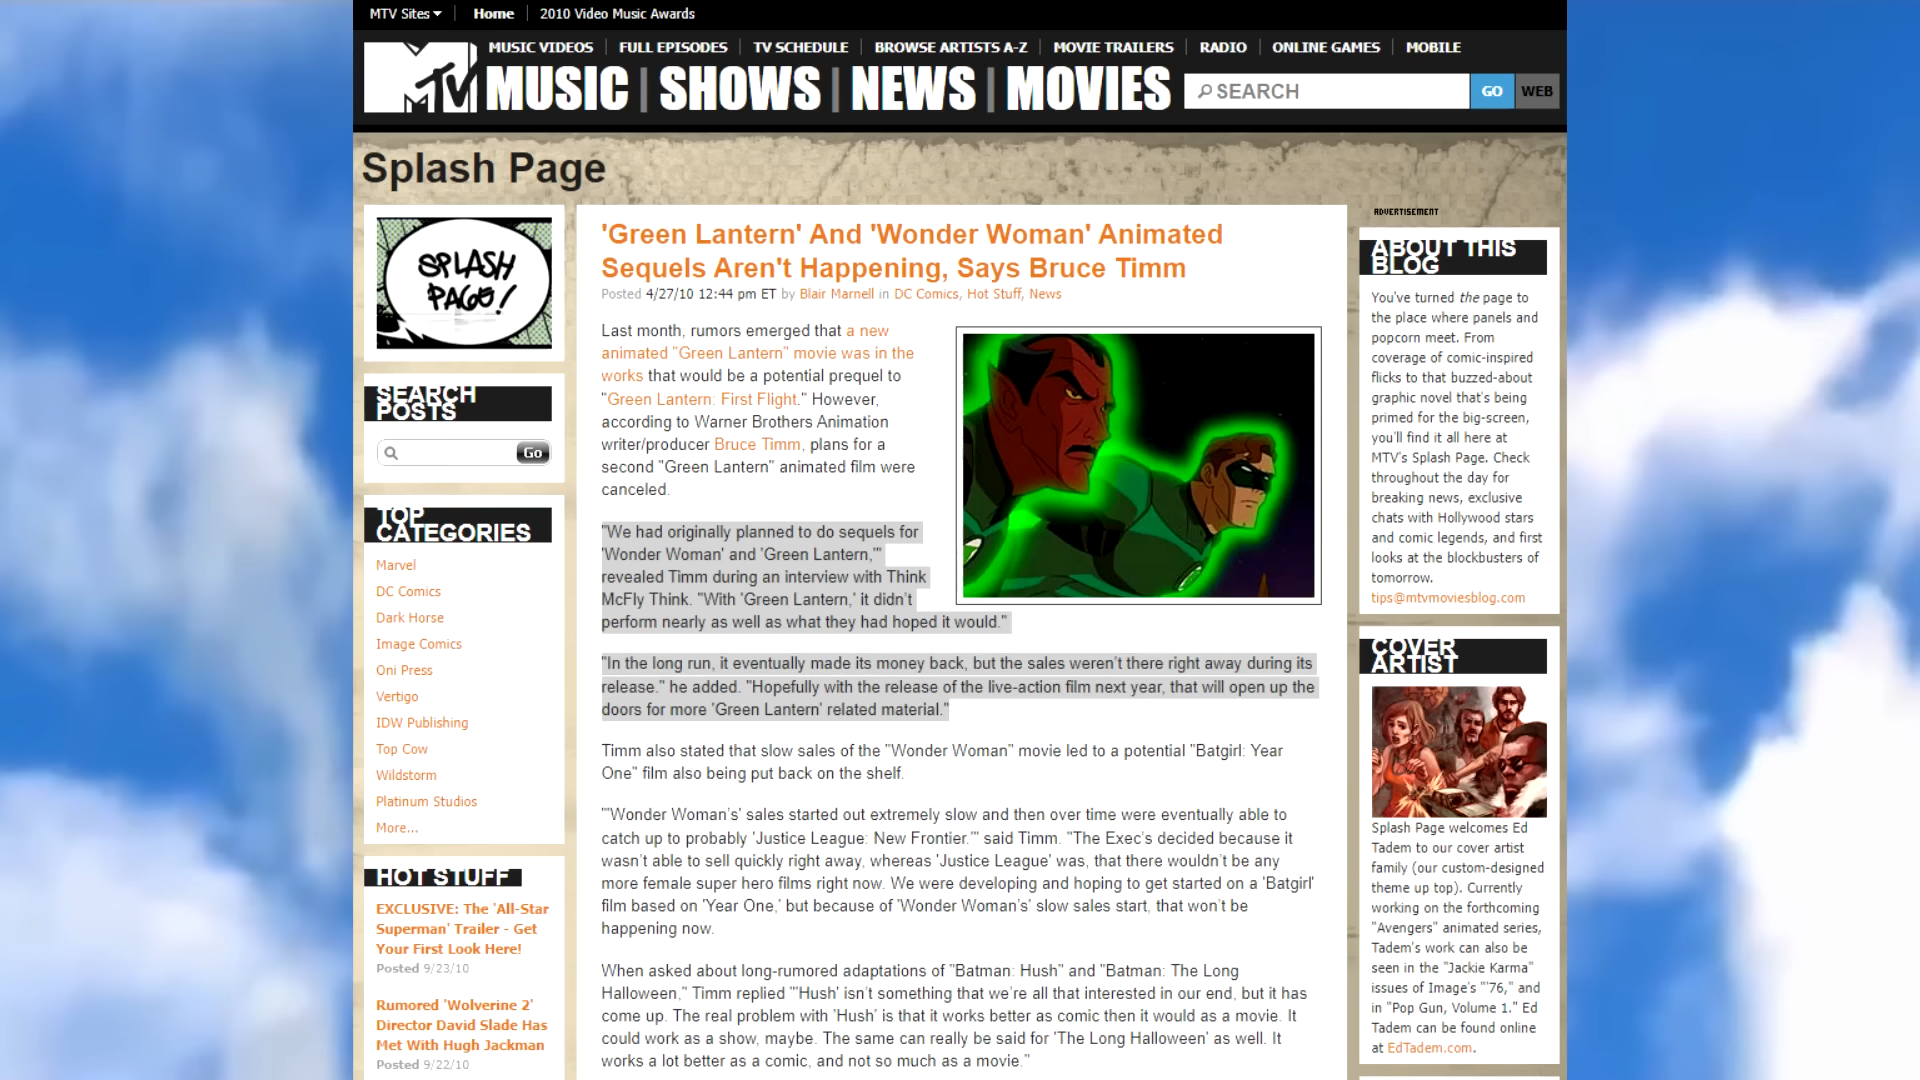 MTV Sites
Home
2010 Video Music Awards
MTV
MUSIC VIDEOS
FULL EPISODES
TV SCHEDULE
BROWSE ARTISTS A-Z
MOVIE TRAILERS
RADIO
ONLINE GAMES
MOBILE
MUSIC | SHOWS | NEWS | MOVIES
SEARCH
GO
WEB
Splash Page
SPLASH
PAGE!
SEARCH
POSTS
Go
TOP
CATEGORIES
Marvel
DC Comics
Dark Horse
Image Comics
Oni Press
Vertigo
IDW Publishing
Top Cow
Wildstorm
Platinum Studios
More...
HOT STUFF
EXCLUSIVE: The 'All-Star
Superman' Trailer - Get
Your First Look Here!
Posted 9/23/10
Rumored 'Wolverine 2'
Director David Slade Has
Met With Hugh Jackman
Posted 9/22/10
'Green Lantern' And 'Wonder Woman' Animated
Sequels Aren't Happening, Says Bruce Timm
Posted 4/27/10 12:44 pm ET by Blair Marnell in DC Comics, Hot Stuff, News
Last month, rumors emerged that a new
animated "Green Lantern" movie was in the
works that would be a potential prequel to
"Green Lantern: First Flight." However,
according to Warner Brothers Animation
writer/producer Bruce Timm, plans for a
second "Green Lantern" animated film were
canceled.
"We had originally planned to do sequels for
'Wonder Woman' and 'Green Lantern,'"
revealed Timm during an interview with Think
McFly Think. "With 'Green Lantern,' it didn't
perform nearly as well as what they had hoped it would."
"In the long run, it eventually made its money back, but the sales weren't there right away during its
release." he added. "Hopefully with the release of the live-action film next year, that will open up the
doors for more 'Green Lantern' related material."
Timm also stated that slow sales of the "Wonder Woman" movie led to a potential "Batgirl: Year
One" film also being put back on the shelf.
"'Wonder Woman's' sales started out extremely slow and then over time were eventually able to
catch up to probably 'Justice League: New Frontier.'" said Timm. "The Exec's decided because it
wasn't able to sell quickly right away, whereas 'Justice League' was, that there wouldn't be any
more female super hero films right now. We were developing and hoping to get started on a 'Batgirl'
film based on 'Year One,' but because of 'Wonder Woman's' slow sales start, that won't be
happening now.
When asked about long-rumored adaptations of "Batman: Hush" and "Batman: The Long
Halloween," Timm replied "'Hush' isn't something that we're all that interested in our end, but it has
come up. The real problem with 'Hush' is that it works better as comic then it would as a movie. It
could work as a show, maybe. The same can really be said for 'The Long Halloween' as well. It
works a lot better as a comic, and not so much as a movie."
ADVERTISEMENT
ABOUT THIS
BLOG
You've turned the page to
the place where panels and
popcorn meet. From
coverage of comic-inspired
flicks to that buzzed-about
graphic novel that's being
primed for the big-screen,
you'll find it all here at
MTV's Splash Page. Check
throughout the day for
breaking news, exclusive
chats with Hollywood stars
and comic legends, and first
looks at the blockbusters of
tomorrow.
tips@mtvmoviesblog.com
COVER
ARTIST
Splash Page welcomes Ed
Tadem to our cover artist
family (our custom-designed
theme up top). Currently
working on the forthcoming
"Avengers" animated series,
Tadem's work can also be
seen in the "Jackie Karma"
issues of Image's "'76," and
in "Pop Gun, Volume 1." Ed
Tadem can be found online
at EdTadem.com.